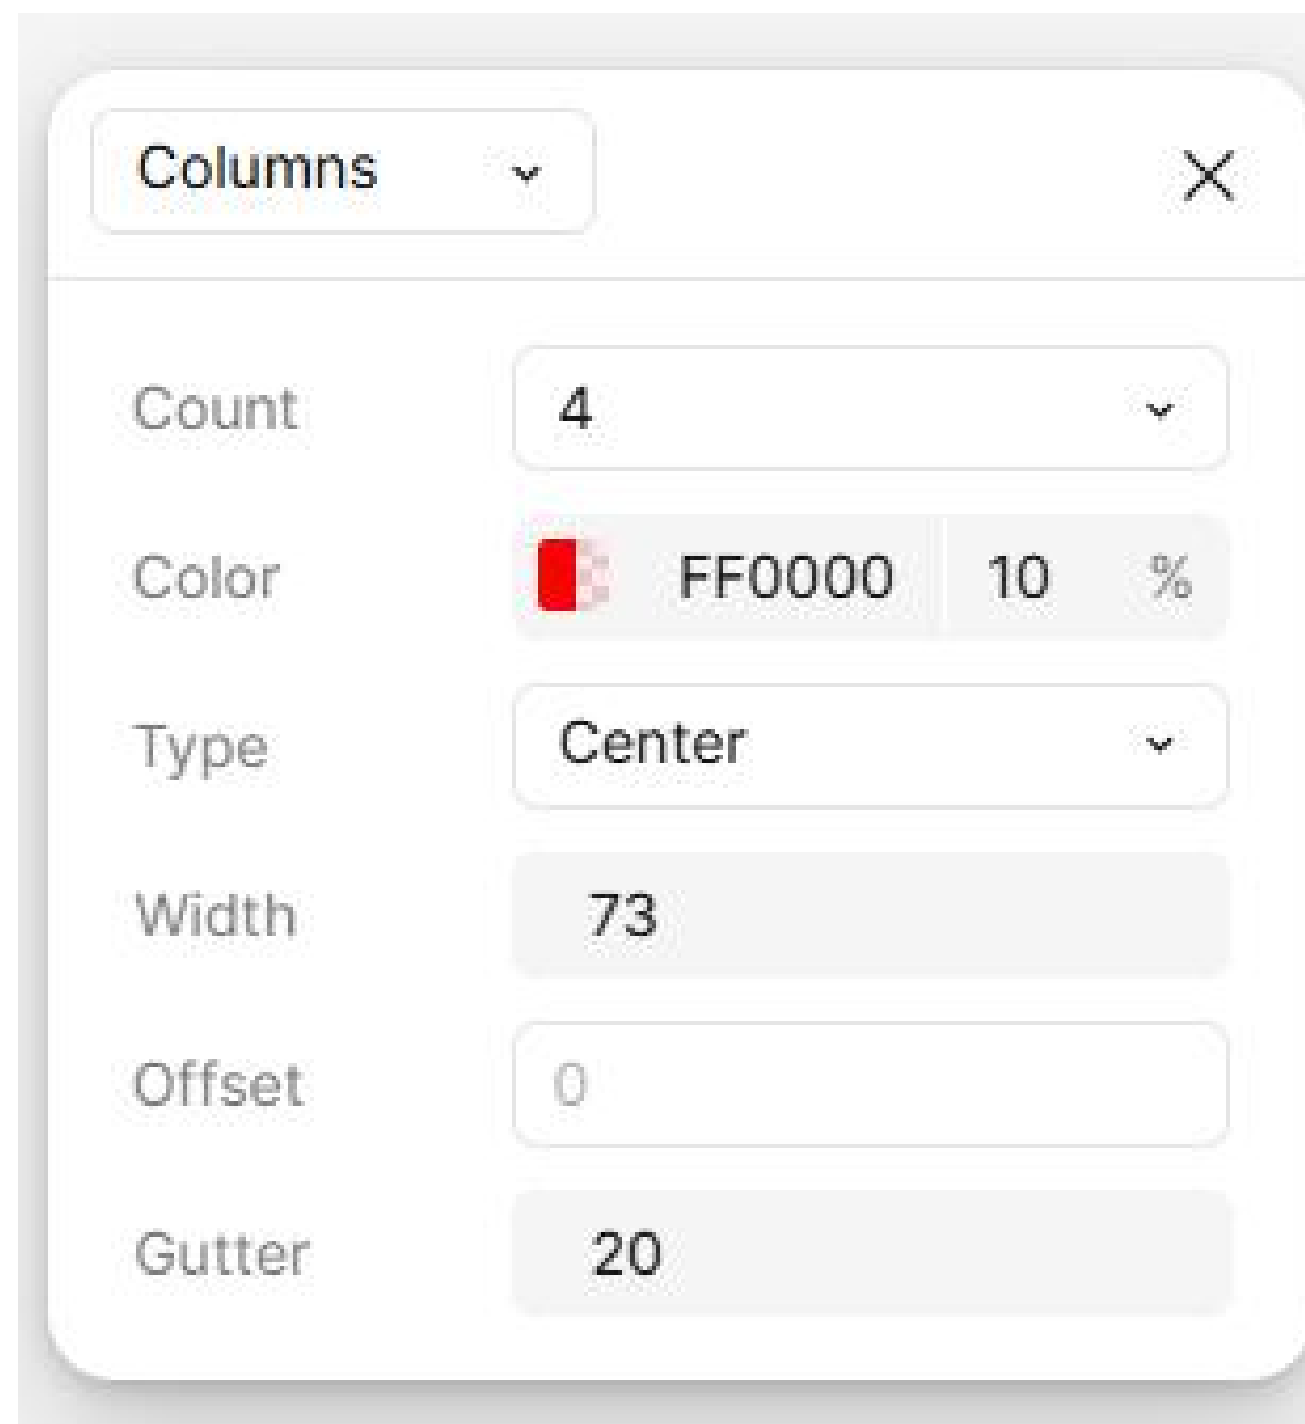 Columns
Count 4
Color FF0000 10 %
Type Center
Width 73
Offset 0
Gutter 20